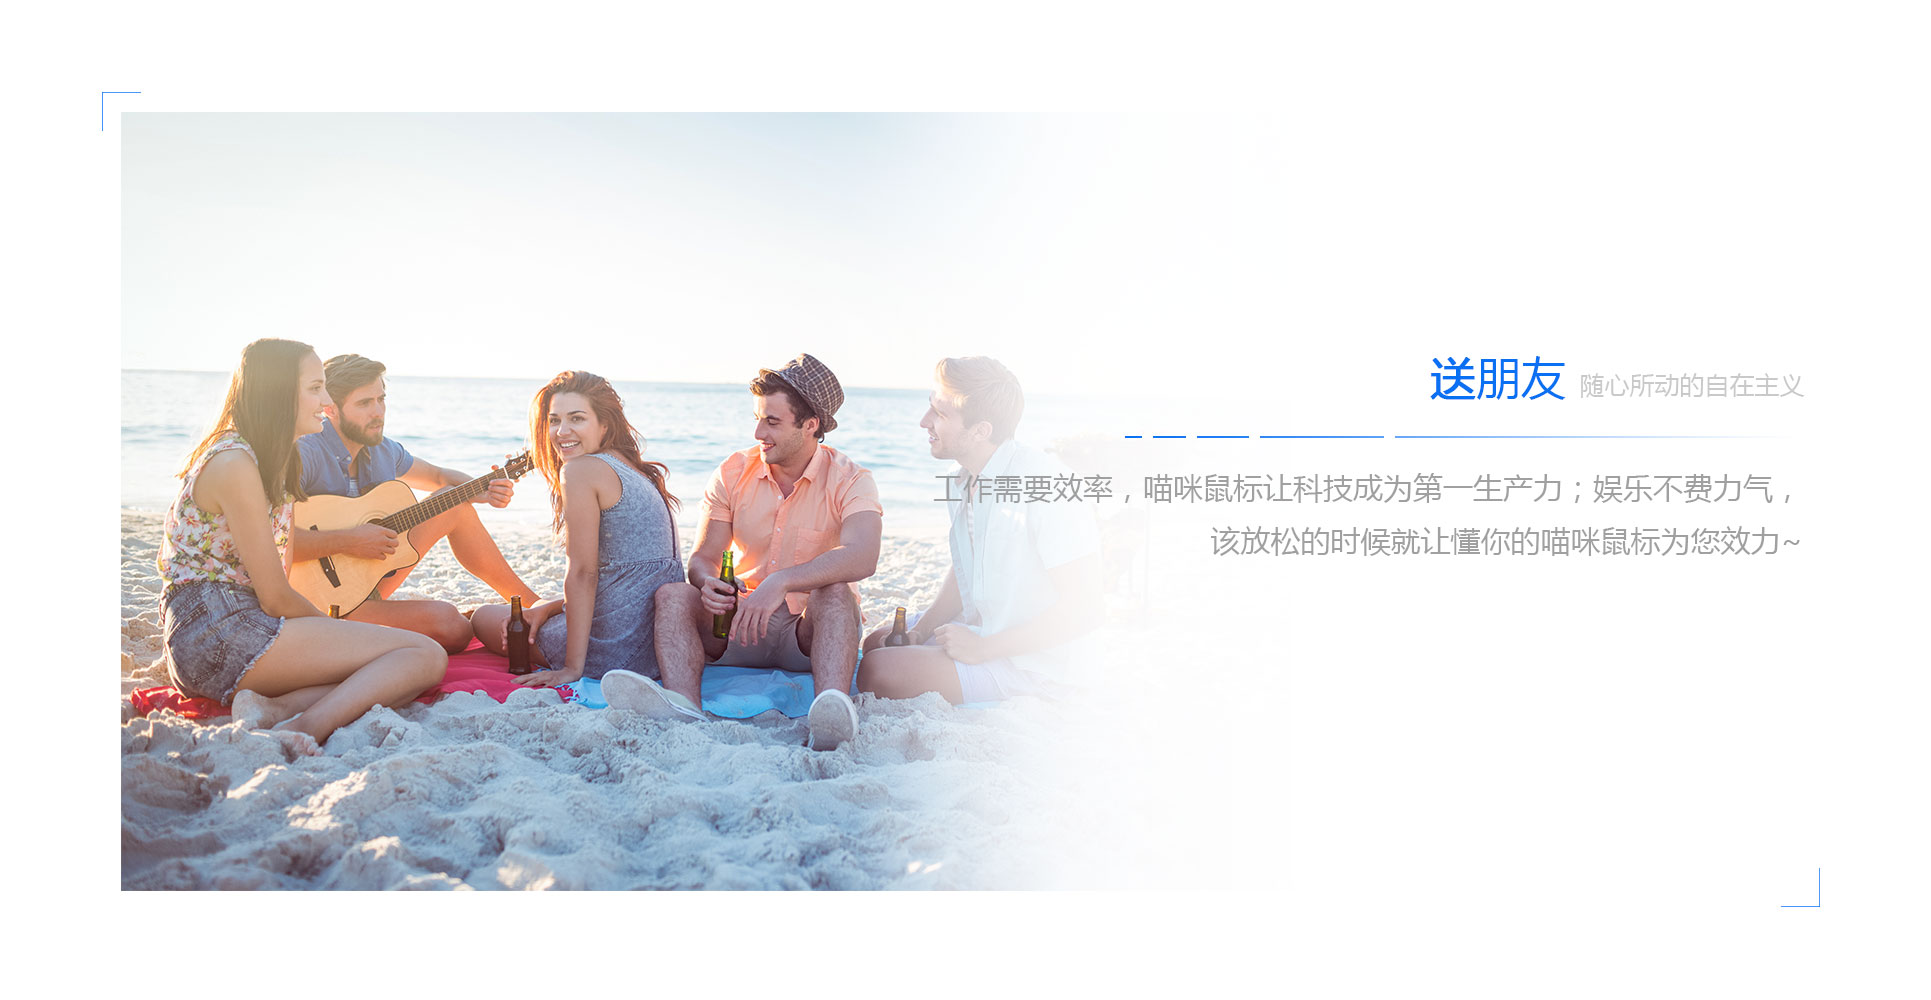 送朋友 随心所动的自在主义
工作需要效率，喵咪鼠标让科技成为第一生产力；娱乐不费力气，
该放松的时候就让懂你的喵咪鼠标为您效力~